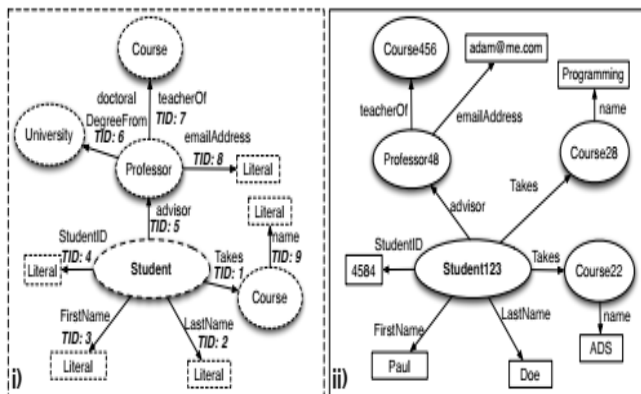 Course
doctoral
teacherOf
DegreeFrom
TID: 7
University
TID: 6
emailAddress
Professor
TID: 8
Literal
advisor
TID: 5
Literal
StudentID
TID: 4
name
TID: 9
Literal
Student
Takes
TID: 1
Course
FirstName
TID: 3
LastName
TID: 2
Literal
Literal
i)
Course456
adam@me.com
Programming
teacherOf
emailAddress
name
Professor48
Course28
advisor
Takes
StudentID
4584
Student123
Takes
Course22
FirstName
LastName
name
ADS
Paul
Doe
ii)